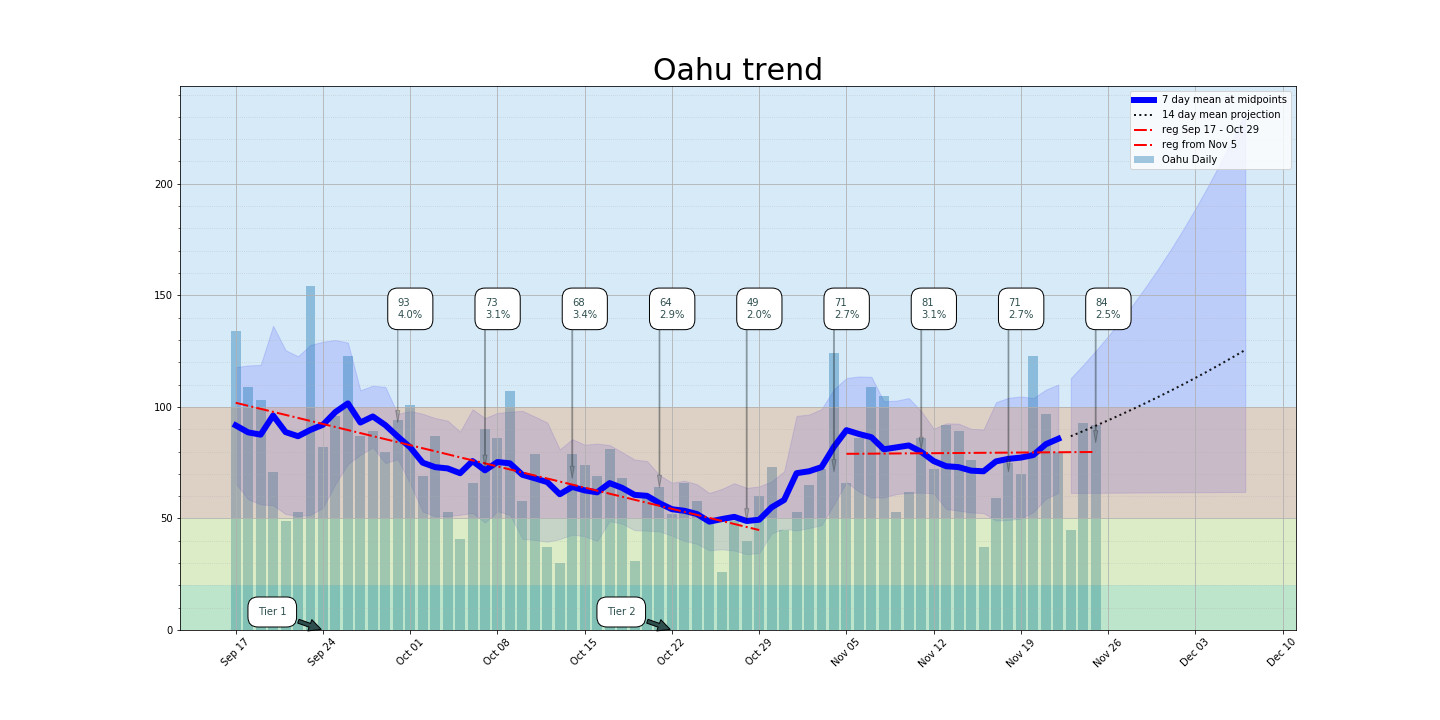 Oahu trend
7 day mean at midpoints
14 day mean projection
reg Sep 17 - Oct 29
reg from Nov 5
Oahu Daily
200
150
100
50
0
93
4.0%
73
3.1%
68
3.4%
64
2.9%
49
2.0%
71
2.7%
81
3.1%
71
2.7%
84
2.5%
Tier 1
Tier 2
Sep 17
Sep 24
Oct 01
Oct 08
Oct 15
Oct 22
Oct 29
Nov 05
Nov 12
Nov 19
Nov 26
Dec 03
Dec 10